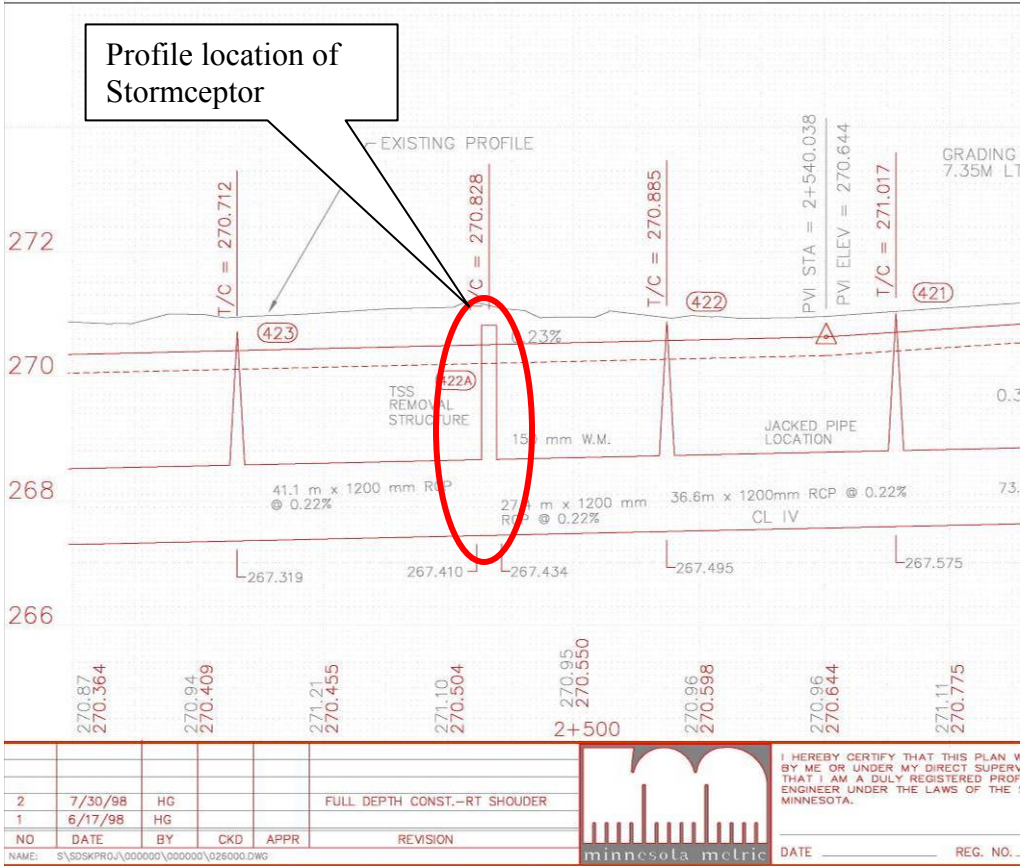 Profile location of
Stormceptor
EXISTING PROFILE
GRADING
7.35M LT
T/C = 270.712
/C = 270.828
T/C = 270.885
PVI STA = 2+540.038
PVI ELEV = 270.644
T/C = 271.017
272
270
268
266
423
422A
422
421
0.23%
TSS
REMOVAL
STRUCTURE
W.M.
JACKED PIPE
LOCATION
0.3
41.1 m x 1200 mm RCP
@ 0.22%
m x 1200 mm
RCP @ 0.22%
36.6m x 1200mm RCP @ 0.22%
CL IV
73.
267.319
267.410
267.434
267.495
267.575
270.87
270.364
270.94
270.409
271.21
270.455
271.10
270.504
270.95
270.550
270.96
270.598
270.96
270.644
271.11
270.775
2+500
2 7/30/98 HG FULL DEPTH CONST.-RT SHOUDER
1 6/17/98 HG
NO DATE BY CKD APPR REVISION
NAME: S\SDSKPROJ\000000\000000\026000.DWG
minnesota metric
I HEREBY CERTIFY THAT THIS PLAN W
BY ME OR UNDER MY DIRECT SUPERV
THAT I AM A DULY REGISTERED PROF
ENGINEER UNDER THE LAWS OF THE S
MINNESOTA.
DATE REG. NO.